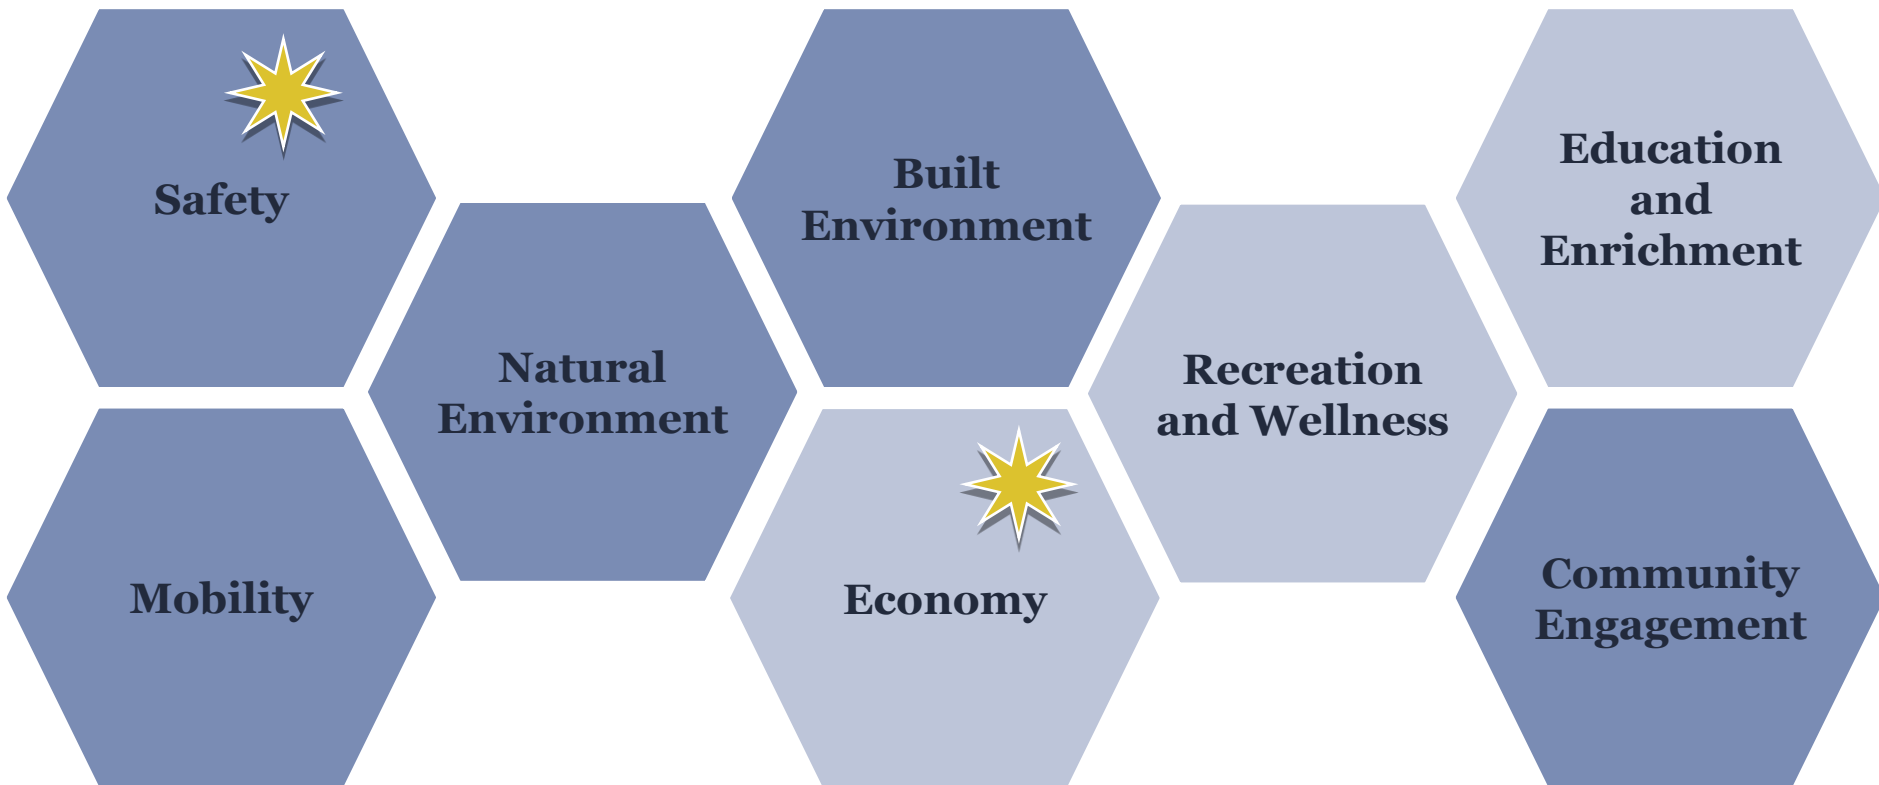 Safety
Built
Environment
Education
and
Enrichment
Natural
Environment
Recreation
and Wellness
Mobility
Economy
Community
Engagement